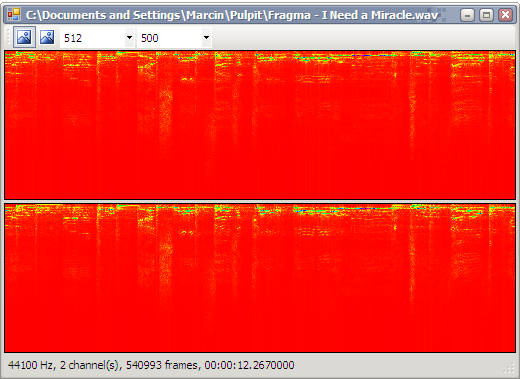 C:\Documents and Settings\Marcin\Pulpit\Fragma - I Need a Miracle.wav
512 500
44100 Hz, 2 channel(s), 540993 frames, 00:00:12.2670000